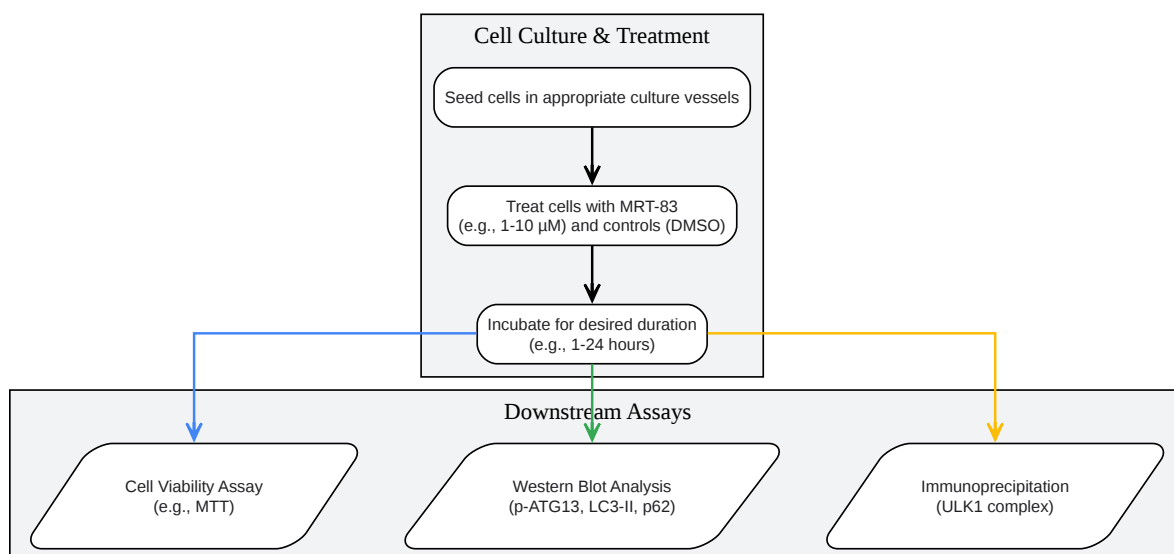 Cell Culture & Treatment
Seed cells in appropriate culture vessels
Treat cells with MRT-83
(e.g., 1-10 µM) and controls (DMSO)
Incubate for desired duration
(e.g., 1-24 hours)
Downstream Assays
Cell Viability Assay
(e.g., MTT)
Western Blot Analysis
(p-ATG13, LC3-II, p62)
Immunoprecipitation
(ULK1 complex)